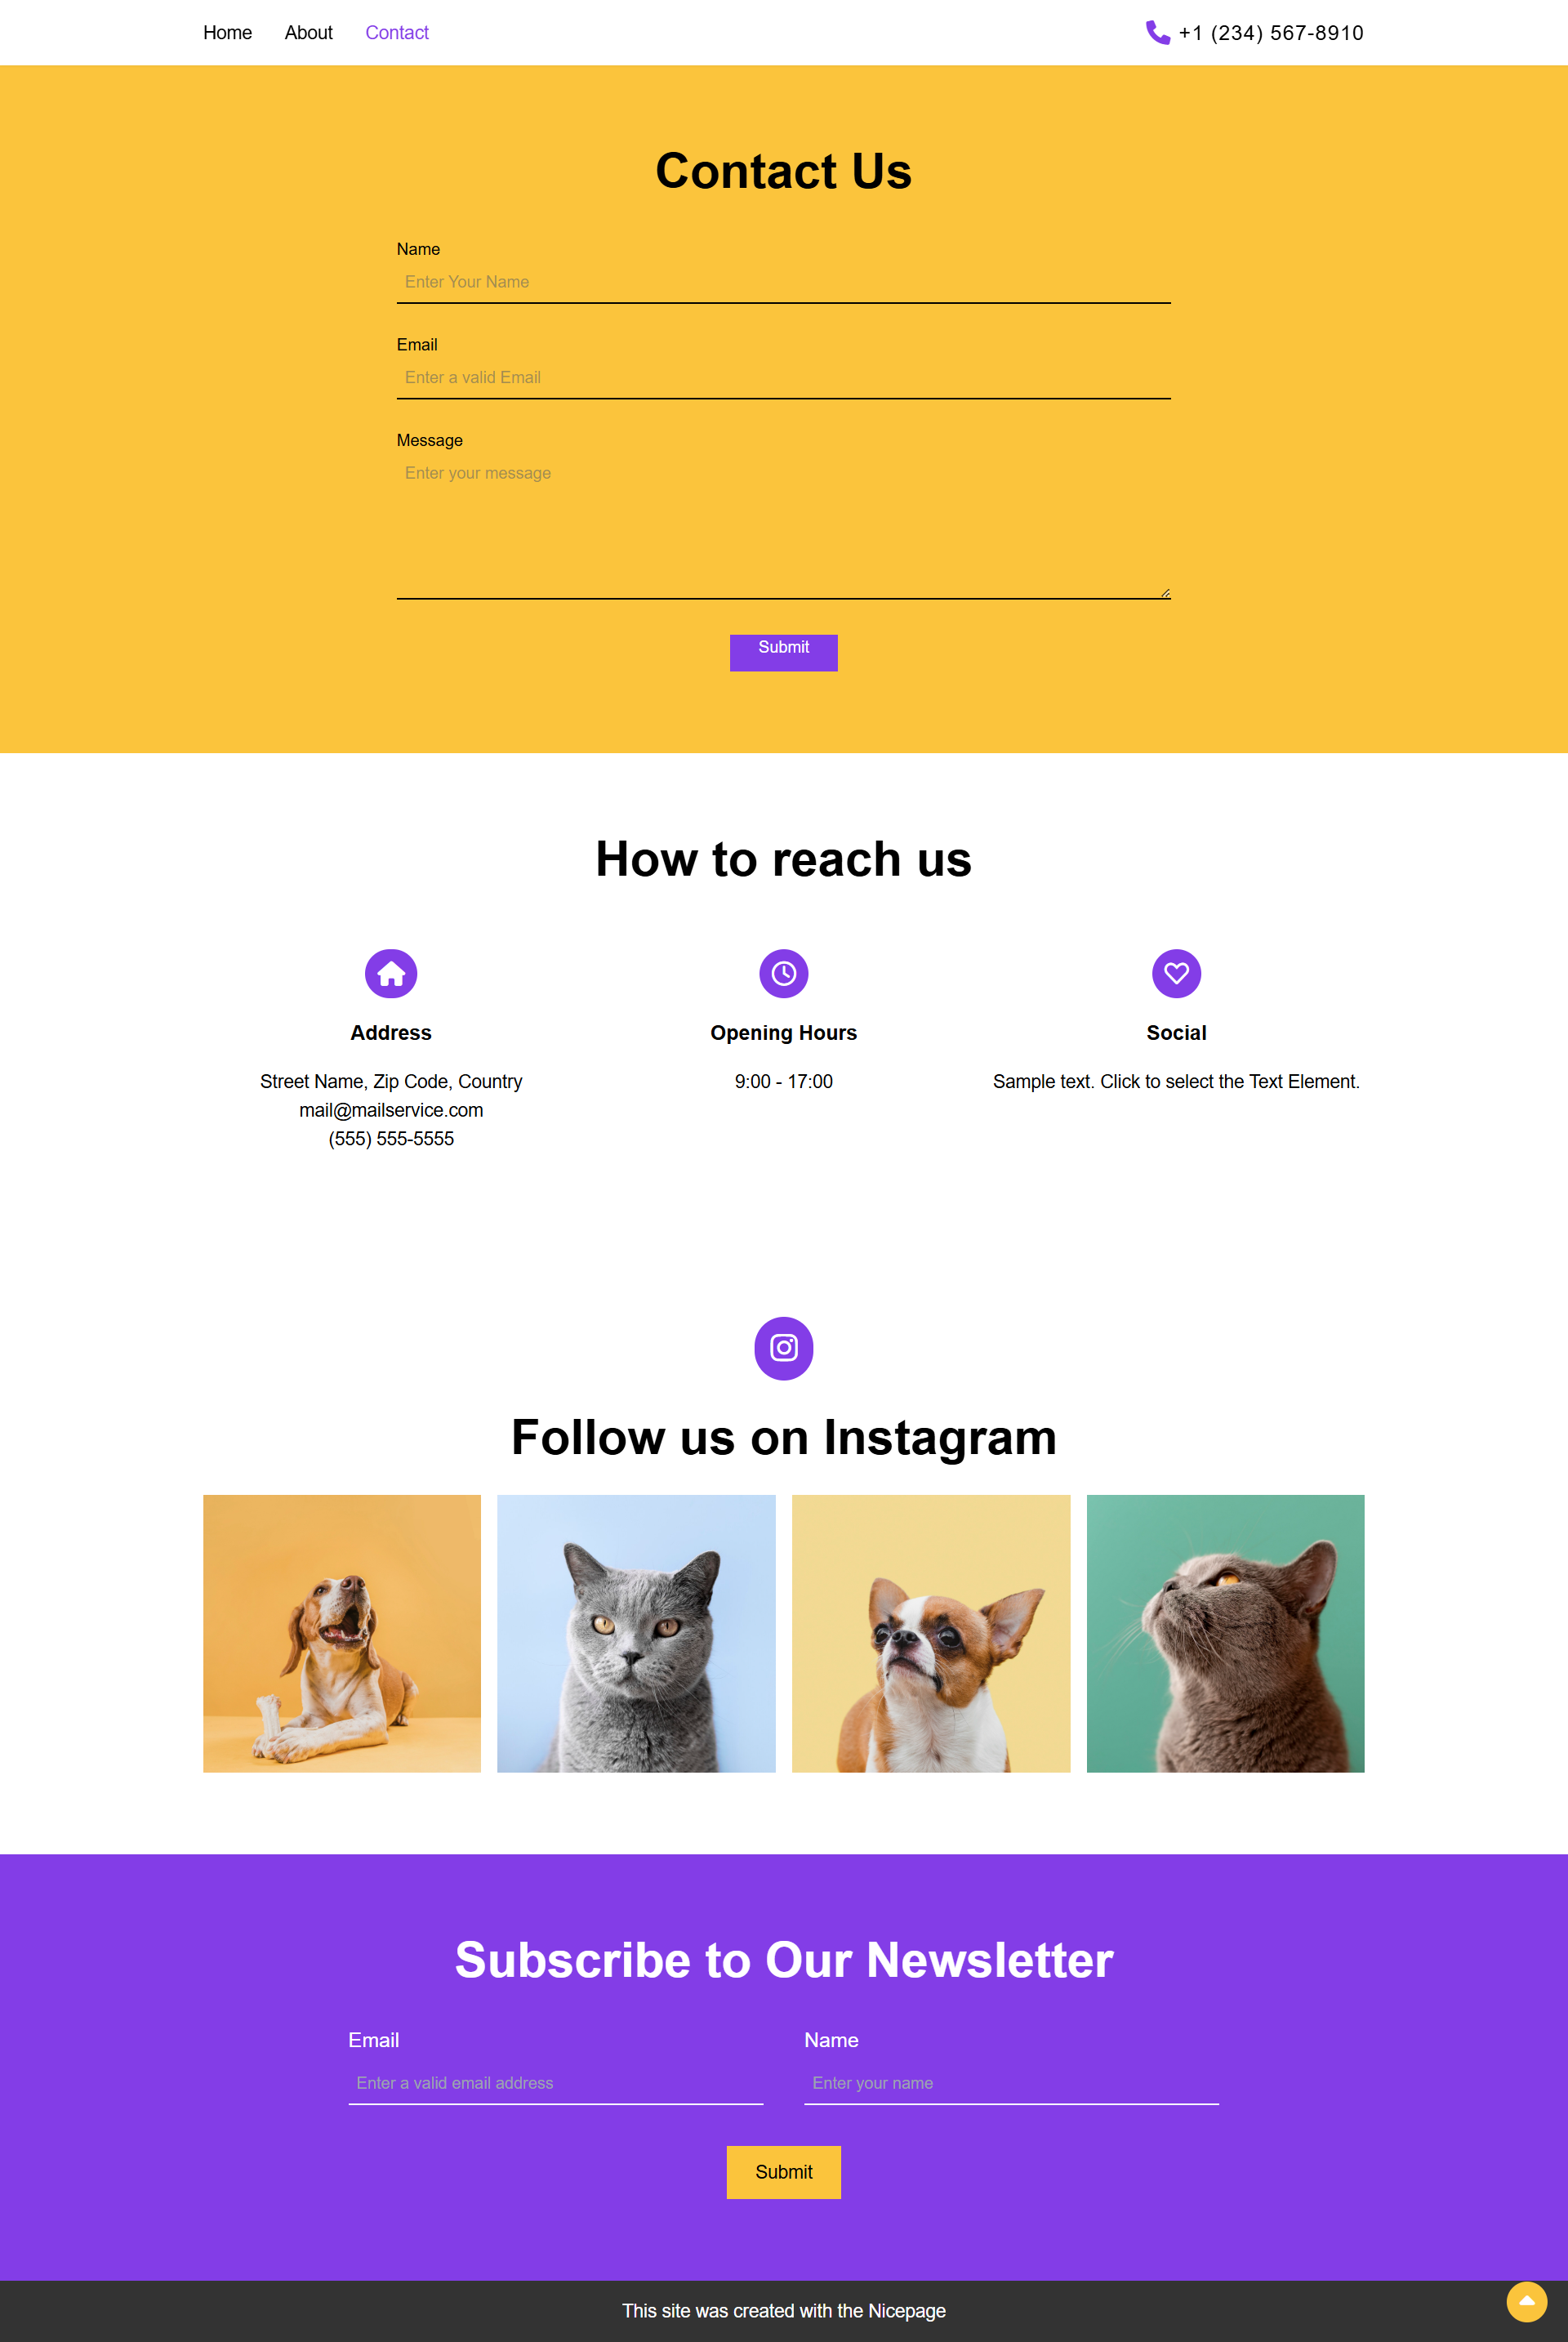 Home About Contact +1 (234) 567-8910
Contact Us
Name
Enter Your Name
Email
Enter a valid Email
Message
Enter your message
Submit
How to reach us
Address
Street Name, Zip Code, Country
mail@mailservice.com
(555) 555-5555
Opening Hours
9:00 - 17:00
Social
Sample text. Click to select the Text Element.
Follow us on Instagram
Subscribe to Our Newsletter
Email
Enter a valid email address
Name
Enter your name
Submit
This site was created with the Nicepage